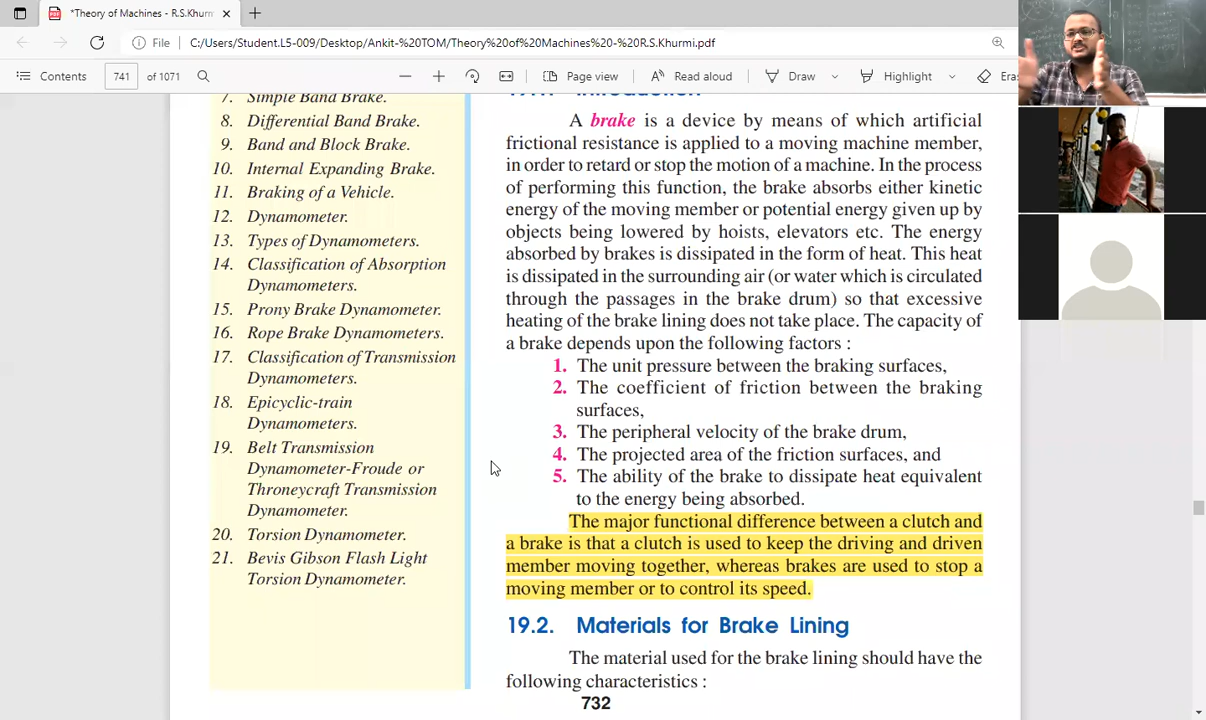 *Theory of Machines - R.S.Khurm
File
C:/Users/Student.L5-009/Desktop/Ankit-%20TOM/Theory%20of%20Machines%20-%20R.S.Khurmi.pdf
Contents
741
of 1071
Page view
Read aloud
Draw
Highlight
Eras
7. Simple Band Brake.
8. Differential Band Brake.
9. Band and Block Brake.
10. Internal Expanding Brake.
11. Braking of a Vehicle.
12. Dynamometer.
13. Types of Dynamometers.
14. Classification of Absorption
Dynamometers.
15. Prony Brake Dynamometer.
16. Rope Brake Dynamometers.
17. Classification of Transmission
Dynamometers.
18. Epicyclic-train
Dynamometers.
19. Belt Transmission
Dynamometer-Froude or
Throneycraft Transmission
Dynamometer.
20. Torsion Dynamometer.
21. Bevis Gibson Flash Light
Torsion Dynamometer.
19.1. Introduction
A brake is a device by means of which artificial
frictional resistance is applied to a moving machine member,
in order to retard or stop the motion of a machine. In the process
of performing this function, the brake absorbs either kinetic
energy of the moving member or potential energy given up by
objects being lowered by hoists, elevators etc. The energy
absorbed by brakes is dissipated in the form of heat. This heat
is dissipated in the surrounding air (or water which is circulated
through the passages in the brake drum) so that excessive
heating of the brake lining does not take place. The capacity of
a brake depends upon the following factors :
1. The unit pressure between the braking surfaces,
2. The coefficient of friction between the braking
surfaces,
3. The peripheral velocity of the brake drum,
4. The projected area of the friction surfaces, and
5. The ability of the brake to dissipate heat equivalent
to the energy being absorbed.
The major functional difference between a clutch and
a brake is that a clutch is used to keep the driving and driven
member moving together, whereas brakes are used to stop a
moving member or to control its speed.
19.2. Materials for Brake Lining
The material used for the brake lining should have the
following characteristics :
732